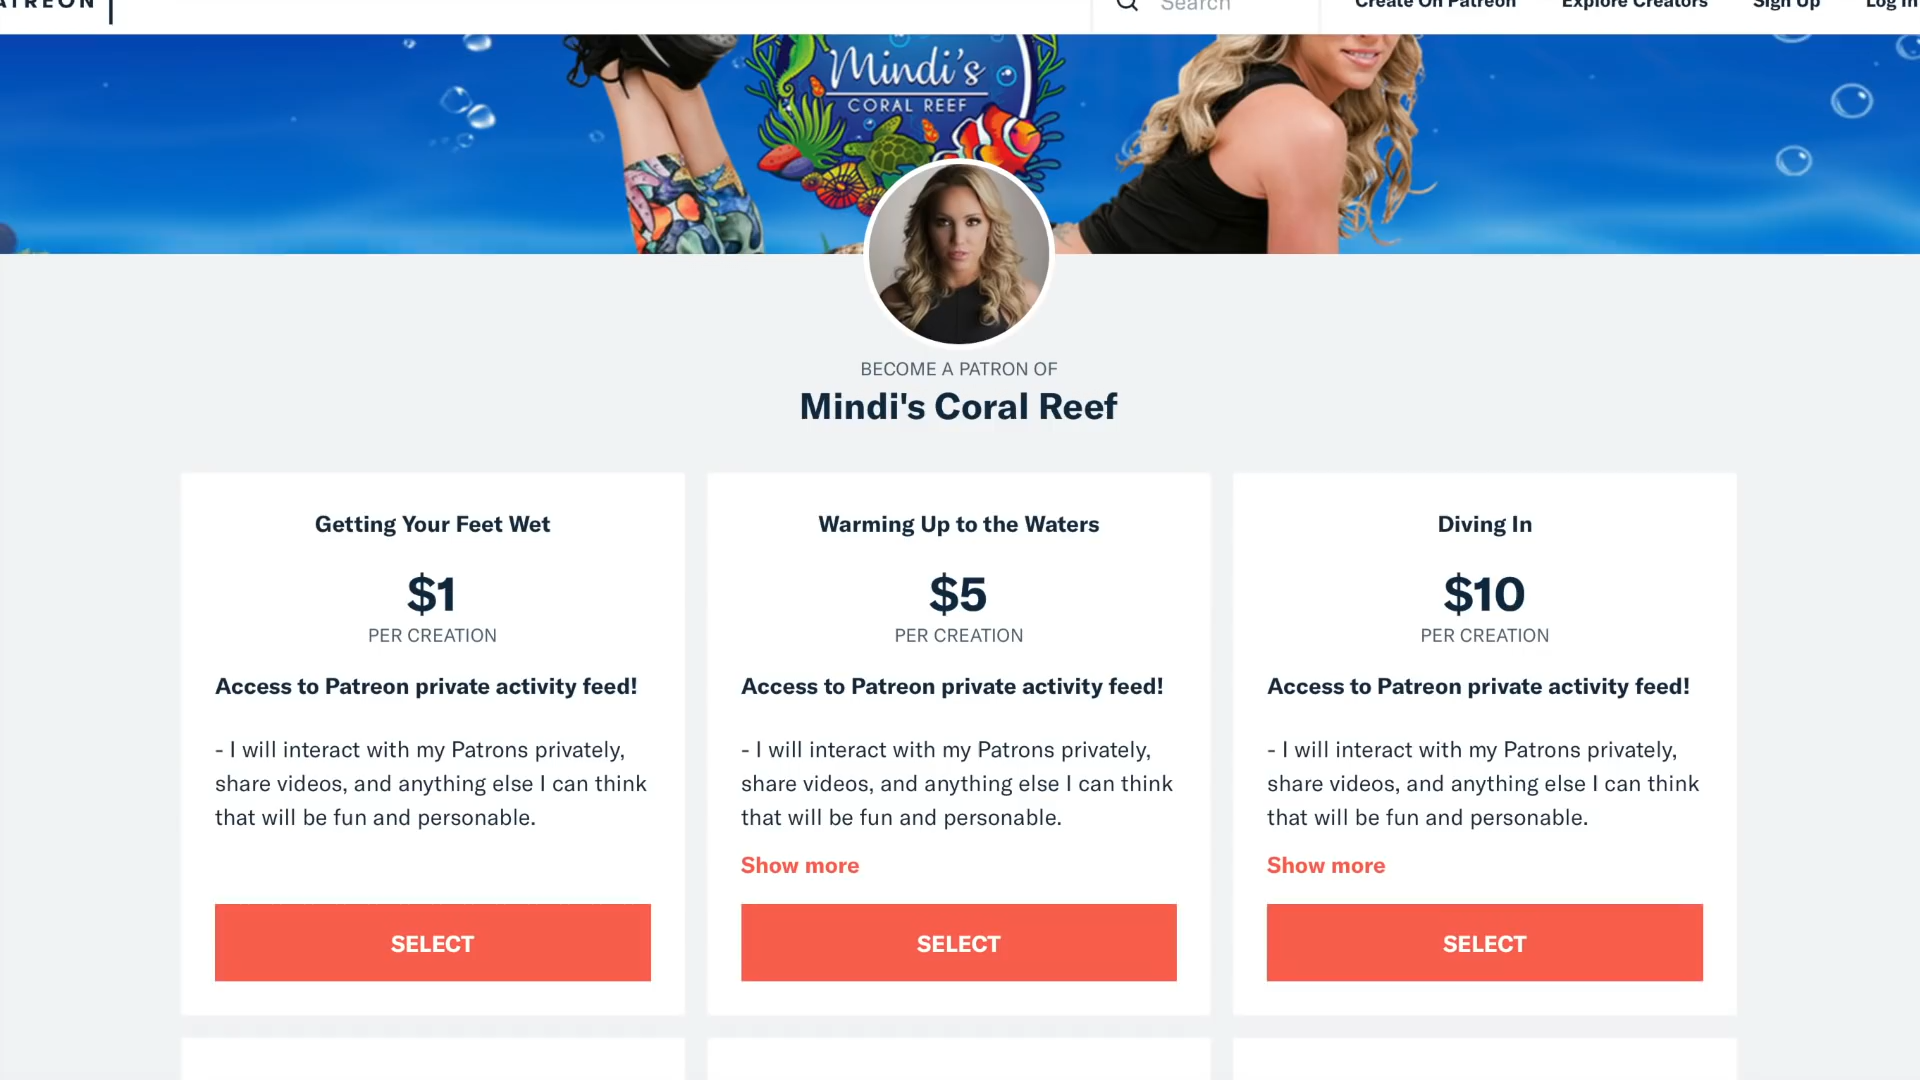 PATREON
Search
Create On Patreon
Explore Creators
Sign Up
Log In
Mindi's
CORAL REEF
BECOME A PATRON OF
Mindi's Coral Reef
Getting Your Feet Wet
$1
PER CREATION
Access to Patreon private activity feed!
- I will interact with my Patrons privately,
share videos, and anything else I can think
that will be fun and personable.
SELECT
Warming Up to the Waters
$5
PER CREATION
Access to Patreon private activity feed!
- I will interact with my Patrons privately,
share videos, and anything else I can think
that will be fun and personable.
Show more
SELECT
Diving In
$10
PER CREATION
Access to Patreon private activity feed!
- I will interact with my Patrons privately,
share videos, and anything else I can think
that will be fun and personable.
Show more
SELECT